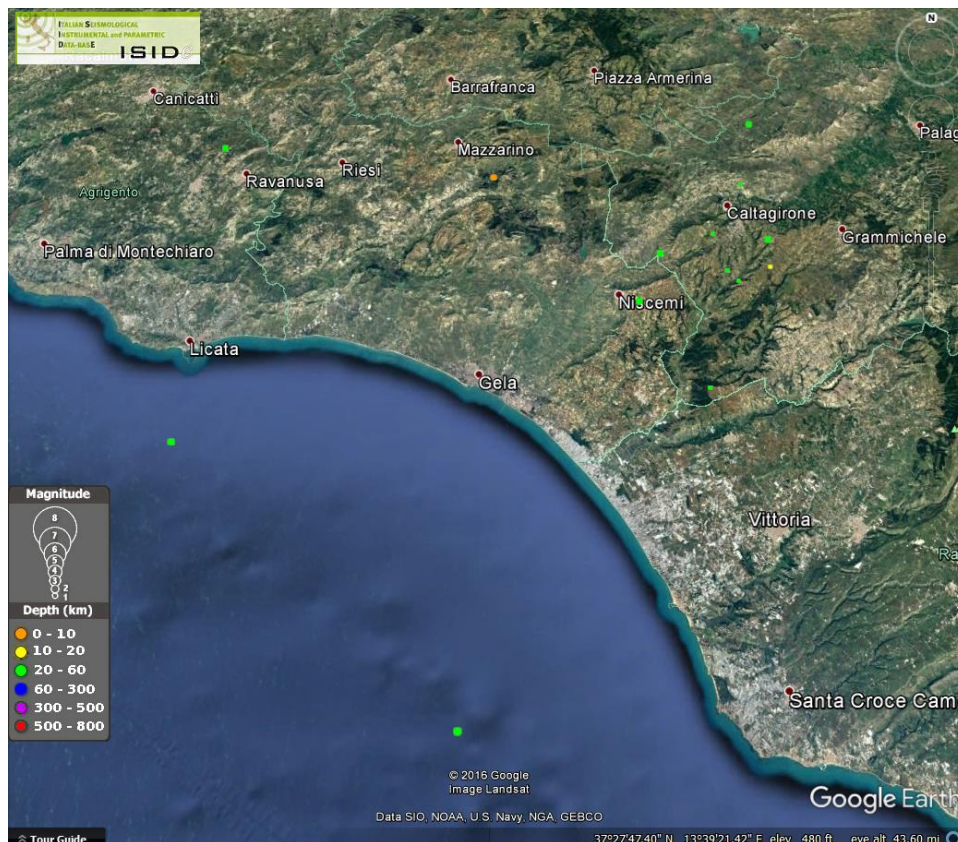 ITALIAN SEISMOLOGICAL
INSTRUMENTAL and PARAMETRIC
DATA-BASE
ISID
N
Canicatti
Barrafranca
Piazza Armerina
Palag
Mazzarino
Riesi
Ravanusa
Agrigento
Caltagirone
Grammichele
Palma di Montechiaro
Niscemi
Licata
Gela
Vittoria
Ra
Santa Croce Cam
Magnitude
8
7
6
5
4
3
2
1
Depth (km)
0 - 10
10 - 20
20 - 60
60 - 300
300 - 500
500 - 800
© 2016 Google
Image Landsat
Data SIO, NOAA, U.S. Navy, NGA, GEBCO
Google Earth
Tour Guide
37°27'47.40" N 13°39'21.42" E elev 480 ft eye alt 43.60 mi